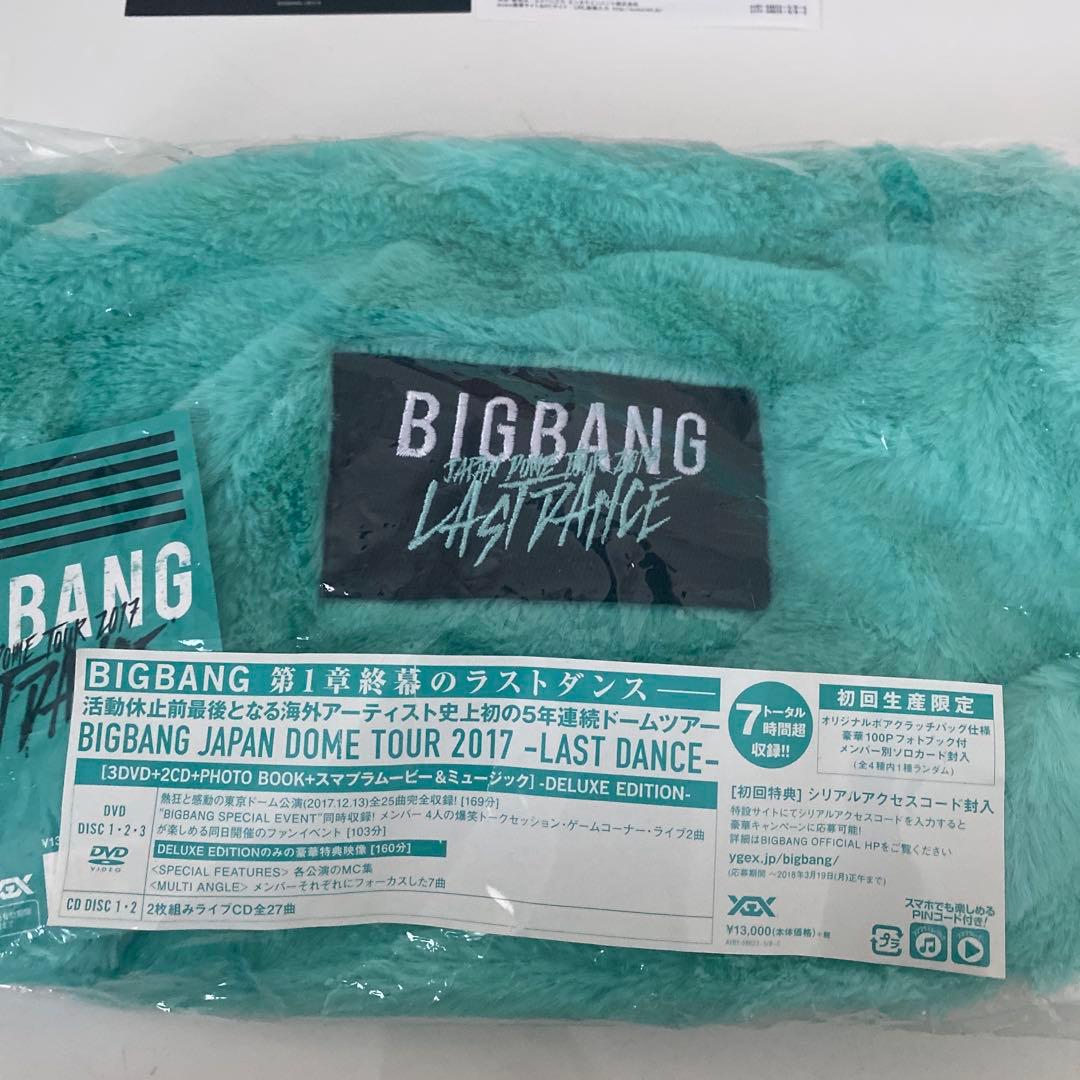 BIGBANG
JAPAN DOME TOUR 2017
LAST DANCE
BANG
DOME TOUR 2017
BIGBANG 第1章終幕のラストダンス――
活動休止前最後となる海外アーティスト史上初の5年連続ドームツアー
BIGBANG JAPAN DOME TOUR 2017 -LAST DANCE-
[3DVD+2CD+PHOTO BOOK+スマプラムービー&ミュージック] -DELUXE EDITION-
DVD
DISC 1・2・3
DVD
VIDEO
熱狂と感動の東京ドーム公演(2017.12.13)全25曲完全収録! [169分]
"BIGBANG SPECIAL EVENT"同時収録! メンバー 4人の爆笑トークセッション・ゲームコーナー・ライブ2曲
が楽しめる同日開催のファンイベント [103分]
DELUXE EDITIONのみの豪華特典映像 [160分]
<SPECIAL FEATURES> 各公演のMC集
<MULTI ANGLE> メンバーそれぞれにフォーカスした7曲
CD DISC 1・2
2枚組みライブCD全27曲
トータル
7時間超
収録!!
初回生産限定
オリジナルボアクラッチバッグ仕様
豪華100Pフォトブック付
メンバー別ソロカード封入
(全4種内1種ランダム)
[初回特典] シリアルアクセスコード封入
特設サイトにてシリアルアクセスコードを入力すると
豪華キャンペーンに応募可能!
詳細はBIGBANG OFFICIAL HPをご覧ください
ygex.jp/bigbang/
(応募期間 ～2018年3月19日(月)正午まで)
YGEX
¥13,000(本体価格)+税
スマホでも楽しめる
PINコード付き!
プラ